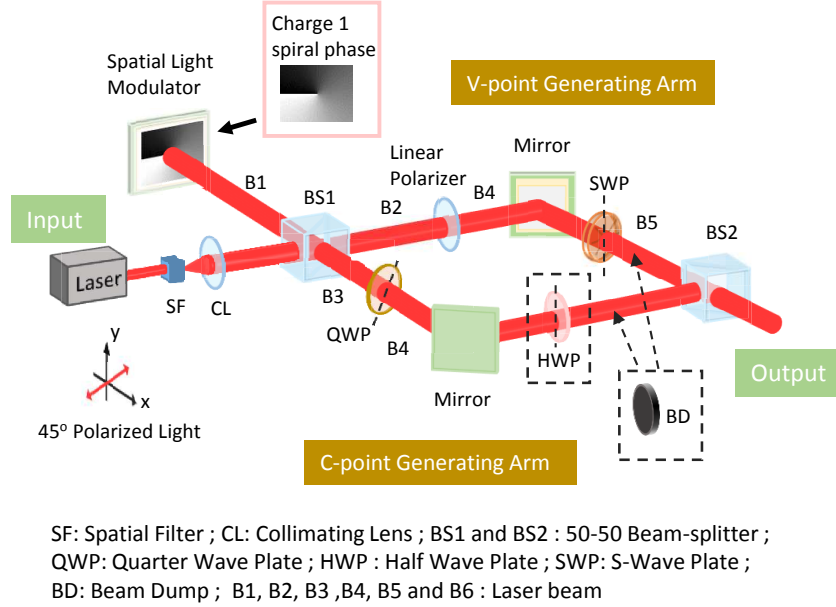 Charge 1
spiral phase
Spatial Light
Modulator
V-point Generating Arm
Linear
Polarizer
Mirror
SWP
B1
BS1
B2
B4
B5
BS2
Input
Laser
SF
CL
B3
QWP
B4
HWP
Mirror
BD
Output
y
x
45° Polarized Light
C-point Generating Arm
SF: Spatial Filter ; CL: Collimating Lens ; BS1 and BS2 : 50-50 Beam-splitter ;
QWP: Quarter Wave Plate ; HWP : Half Wave Plate ; SWP: S-Wave Plate ;
BD: Beam Dump ; B1, B2, B3 ,B4, B5 and B6 : Laser beam